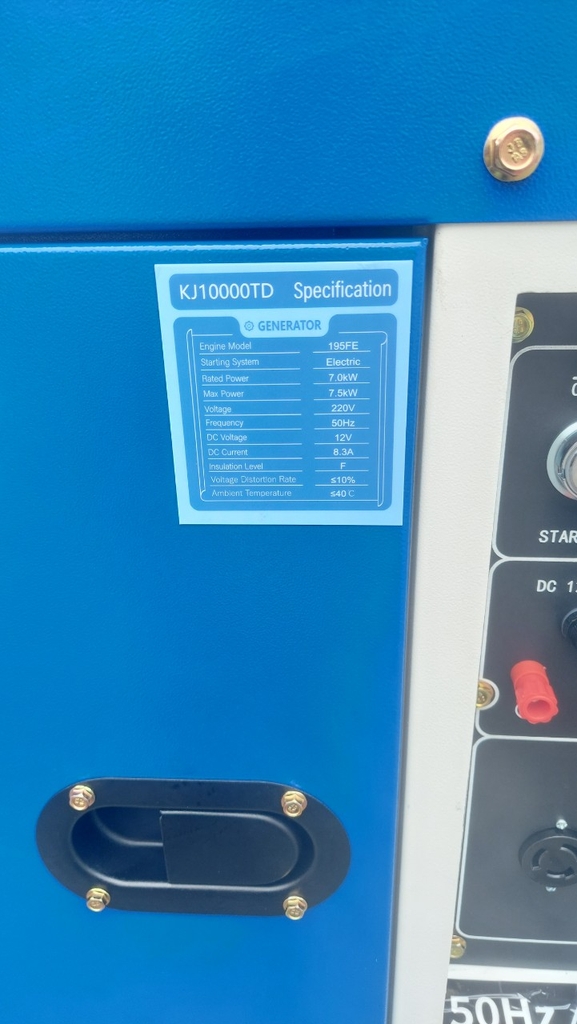 KJ10000TD Specification
GENERATOR
Engine Model 195FE
Starting System Electric
Rated Power 7.0kW
Max Power 7.5kW
Voltage 220V
Frequency 50Hz
DC Voltage 12V
DC Current 8.3A
Insulation Level F
Voltage Distortion Rate ≤10%
Ambient Temperature ≤40℃
STAR
DC 1
50Hz